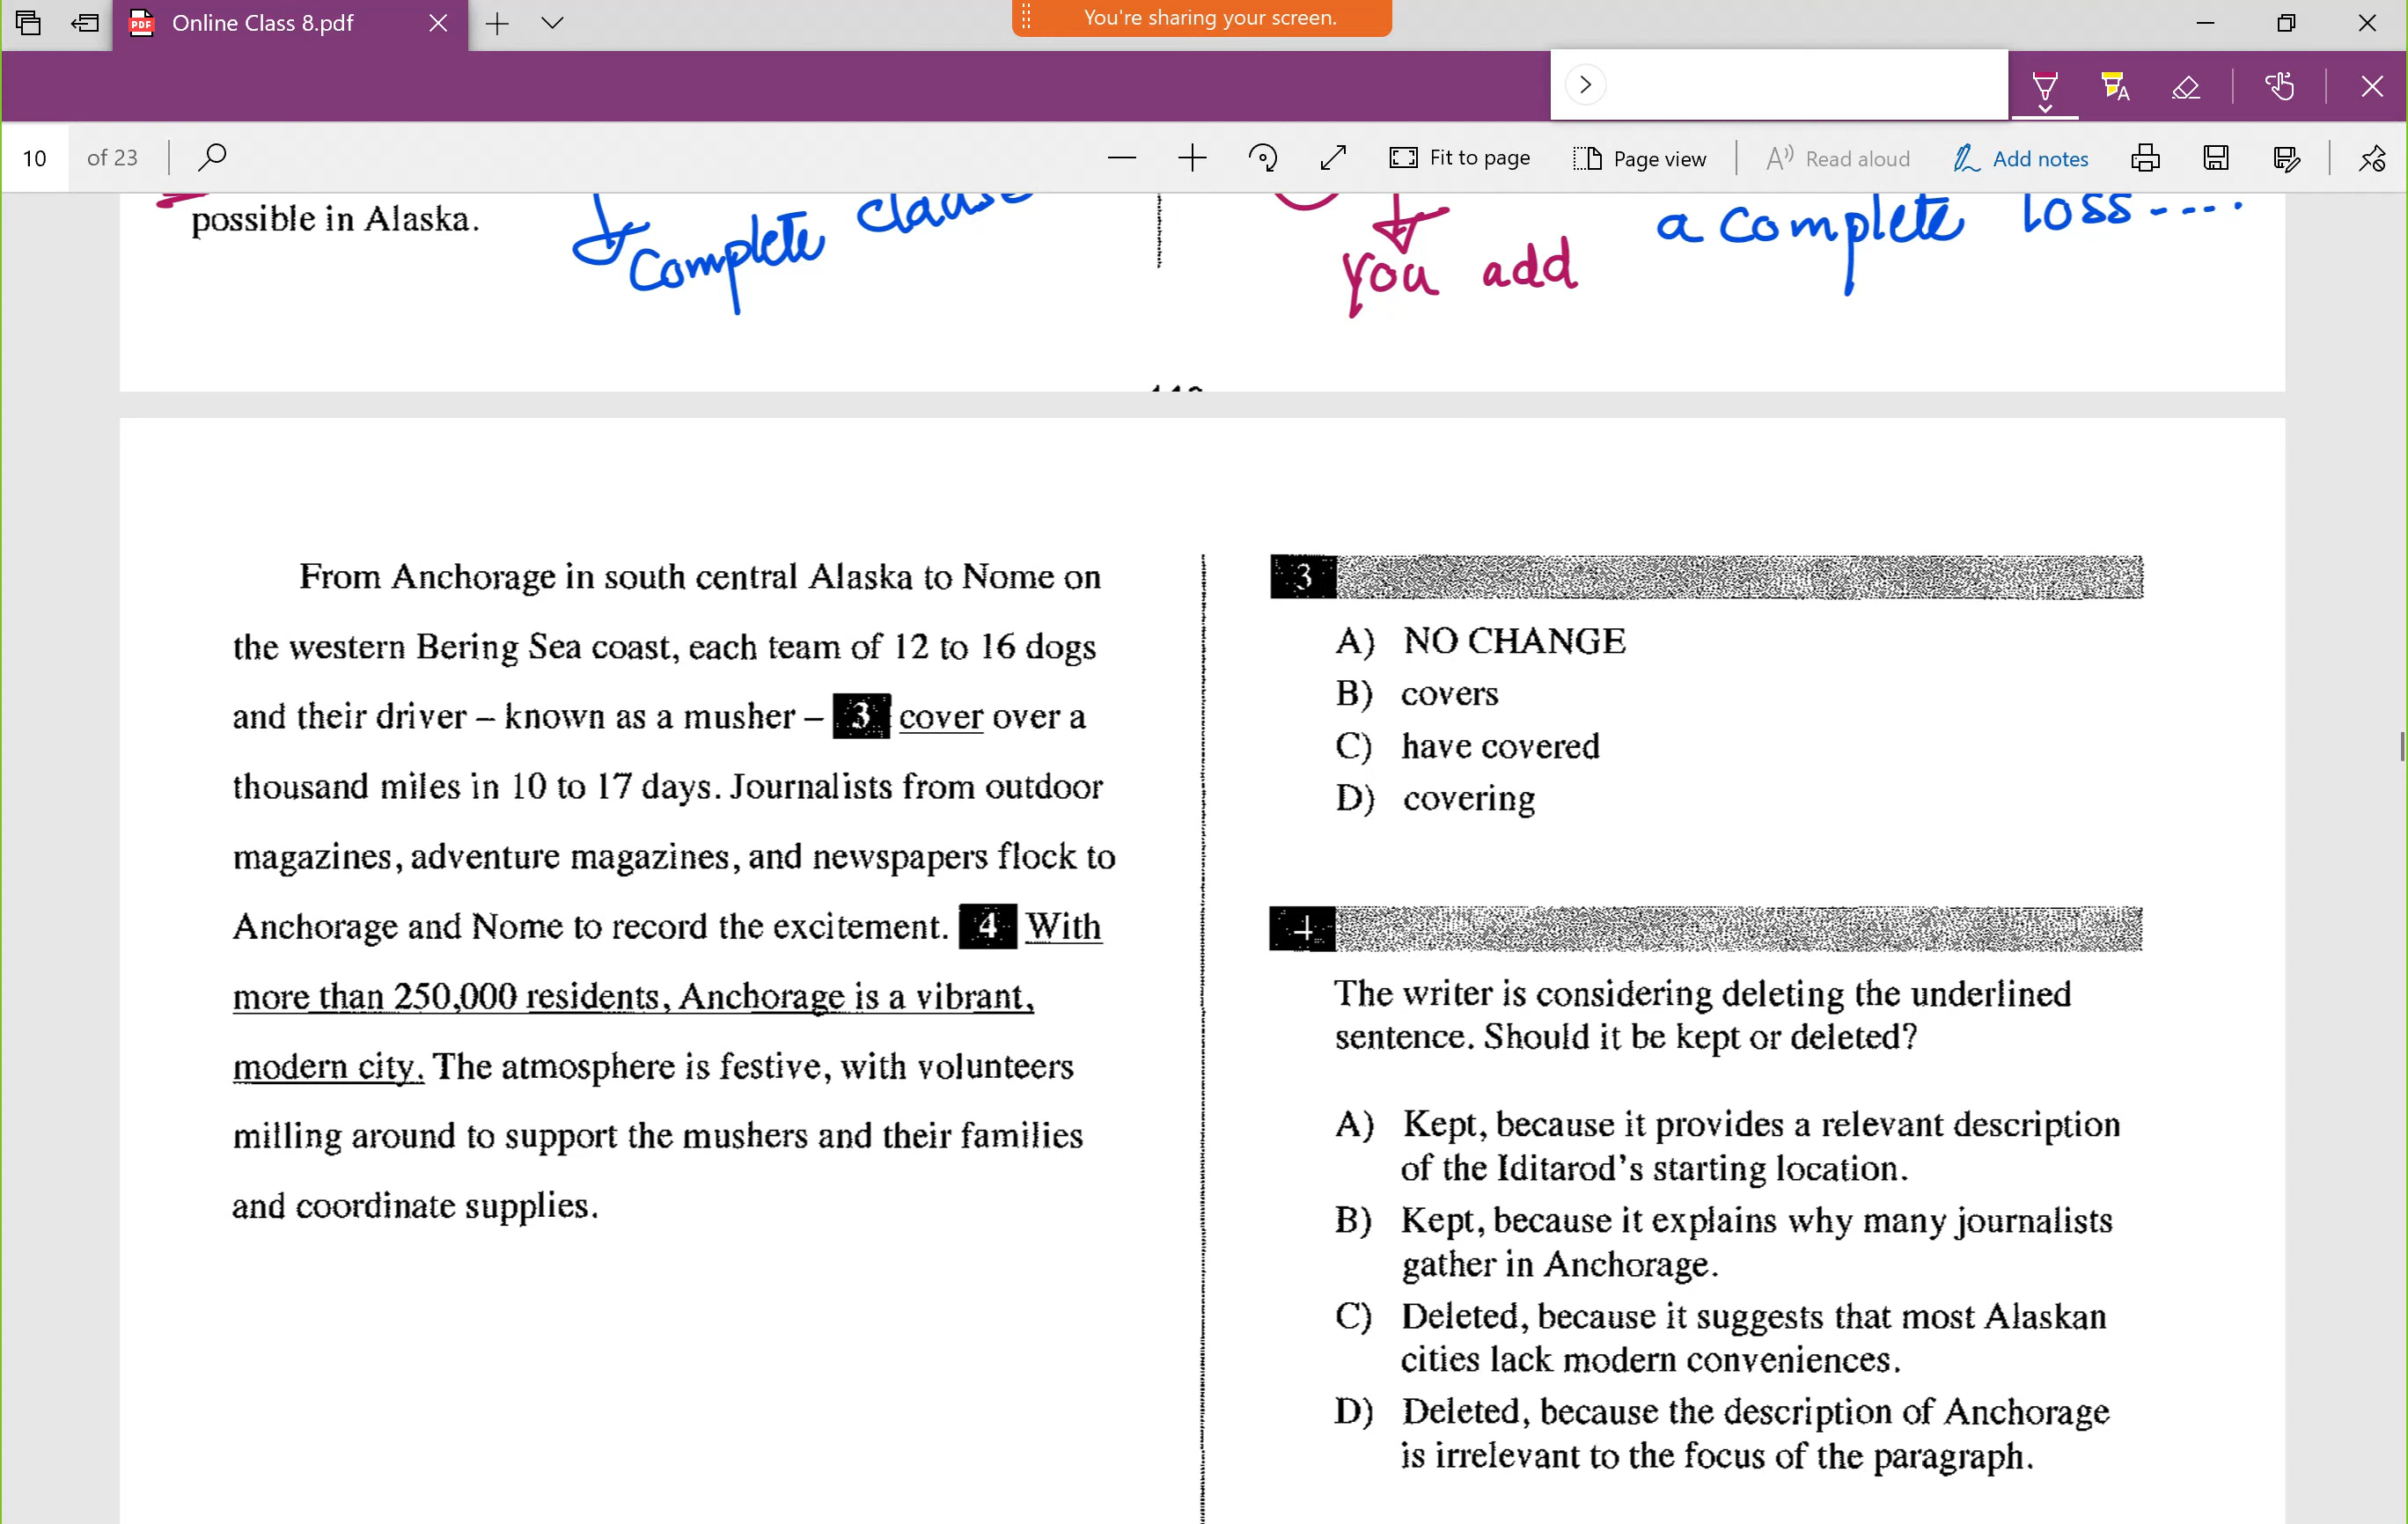 Online Class 8.pdf
You're sharing your screen.
10 of 23
Fit to page
Page view
Read aloud
Add notes
possible in Alaska.
complete clause
you add
a complete loss----.
From Anchorage in south central Alaska to Nome on
the western Bering Sea coast, each team of 12 to 16 dogs
and their driver – known as a musher – 3 cover over a
thousand miles in 10 to 17 days. Journalists from outdoor
magazines, adventure magazines, and newspapers flock to
Anchorage and Nome to record the excitement. 4 With
more than 250,000 residents, Anchorage is a vibrant,
modern city. The atmosphere is festive, with volunteers
milling around to support the mushers and their families
and coordinate supplies.
3
A) NO CHANGE
B) covers
C) have covered
D) covering
4
The writer is considering deleting the underlined
sentence. Should it be kept or deleted?
A) Kept, because it provides a relevant description
of the Iditarod's starting location.
B) Kept, because it explains why many journalists
gather in Anchorage.
C) Deleted, because it suggests that most Alaskan
cities lack modern conveniences.
D) Deleted, because the description of Anchorage
is irrelevant to the focus of the paragraph.